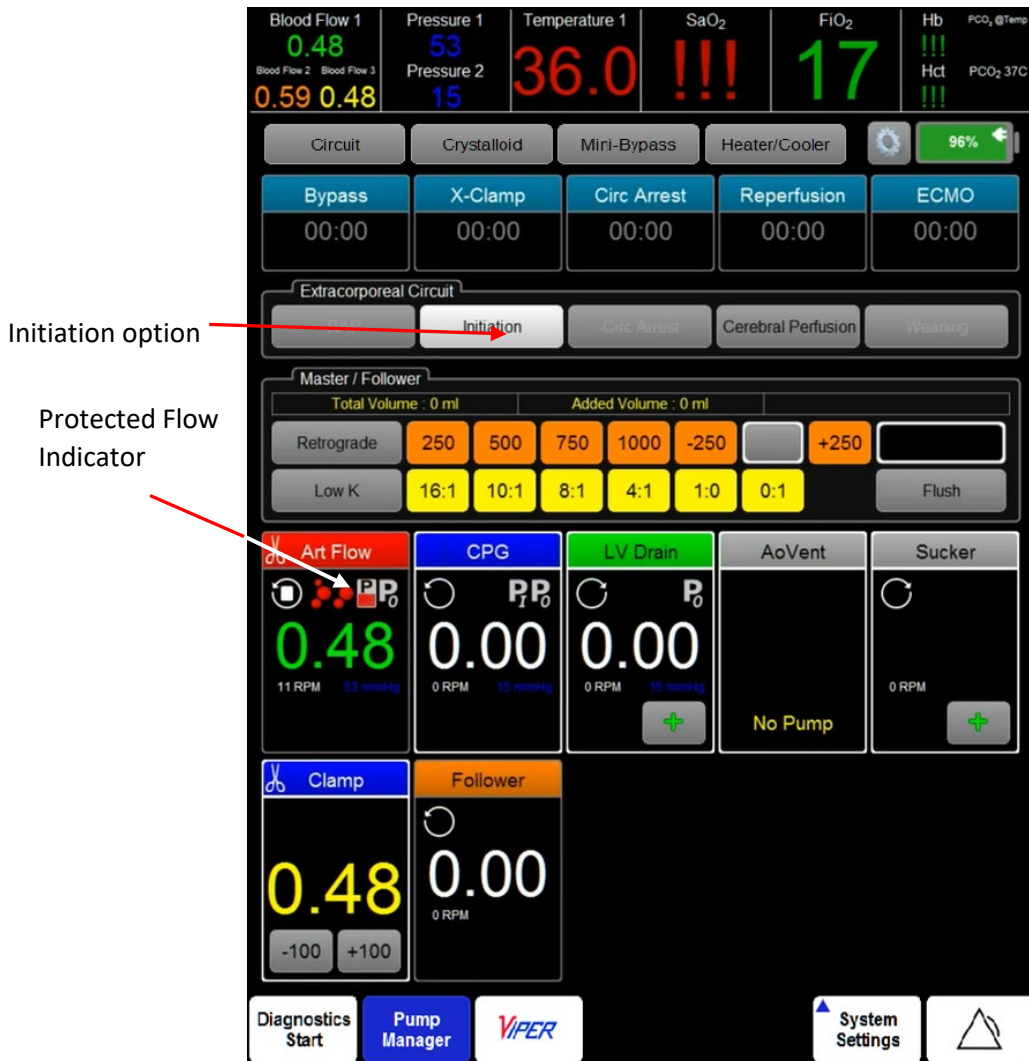 Blood Flow 1 Pressure 1 Temperature 1 SaO₂ FiO₂ Hb PCO₂ @Temp
0.48 53 36.0 !!! 17 !!!
Blood Flow 2 Blood Flow 3 Pressure 2 Hct PCO₂ 37C
0.59 0.48 15 !!!
Circuit Crystalloid Mini-Bypass Heater/Cooler 96%
Bypass X-Clamp Circ Arrest Reperfusion ECMO
00:00 00:00 00:00 00:00 00:00
Extracorporeal Circuit
RAP Initiation Circ Arrest Cerebral Perfusion Weaning
Initiation option
Master / Follower
Total Volume : 0 ml Added Volume : 0 ml
Protected Flow
Indicator
Retrograde 250 500 750 1000 -250 +250
Low K 16:1 10:1 8:1 4:1 1:0 0:1 Flush
Art Flow CPG LV Drain AoVent Sucker
P Po PI Po Po
0.48 0.00 0.00
11 RPM 53 mmHg 0 RPM 15 mmHg 0 RPM 15 mmHg 0 RPM
+ No Pump +
Clamp Follower
0.48 0.00
0 RPM
-100 +100
Diagnostics
Start
Pump
Manager
VIPER
System
Settings